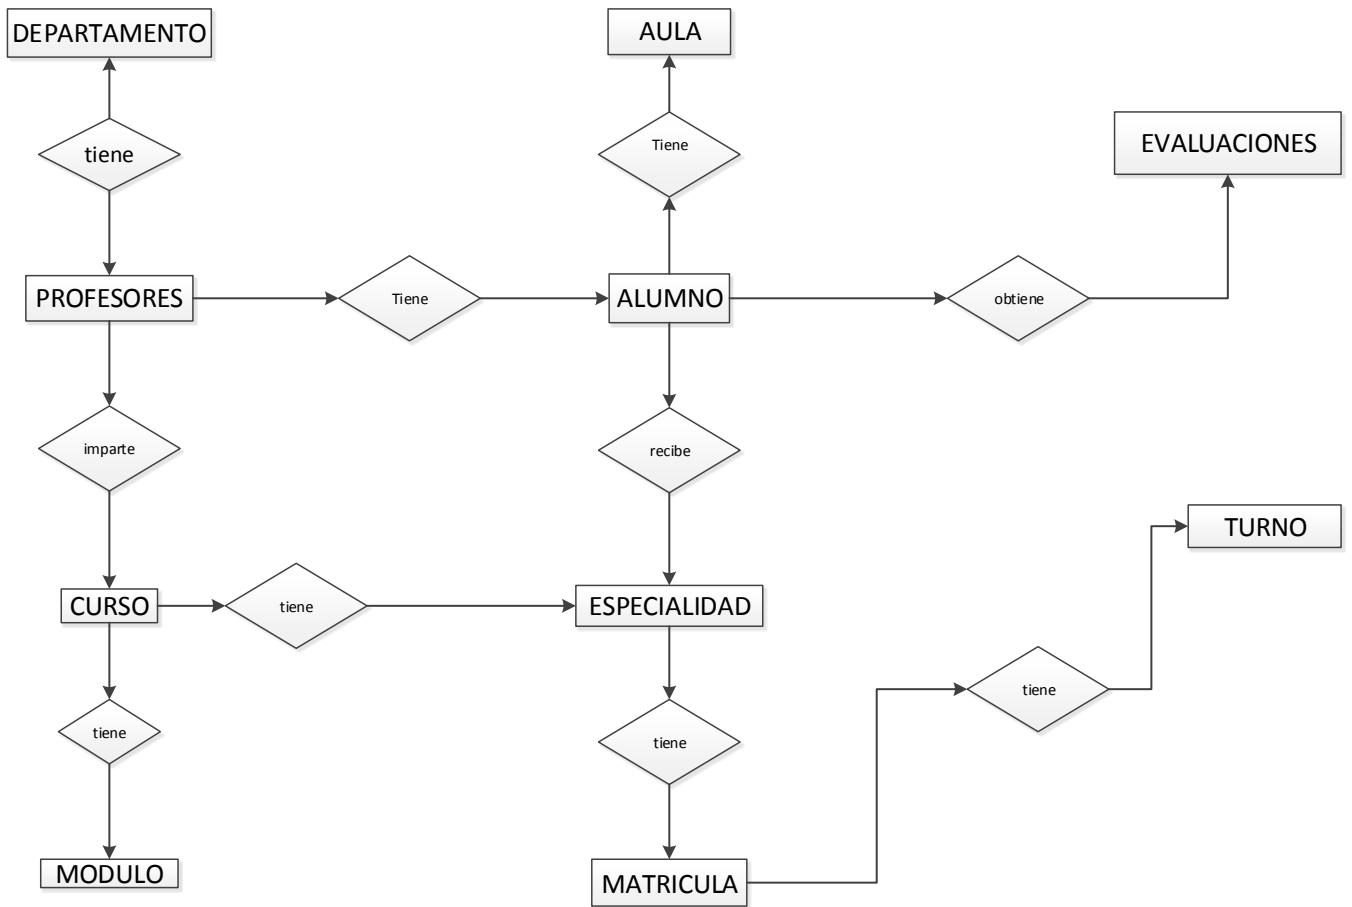 DEPARTAMENTO
AULA
tiene
Tiene
EVALUACIONES
PROFESORES
Tiene
ALUMNO
obtiene
imparte
recibe
TURNO
CURSO
tiene
ESPECIALIDAD
tiene
tiene
tiene
MODULO
MATRICULA